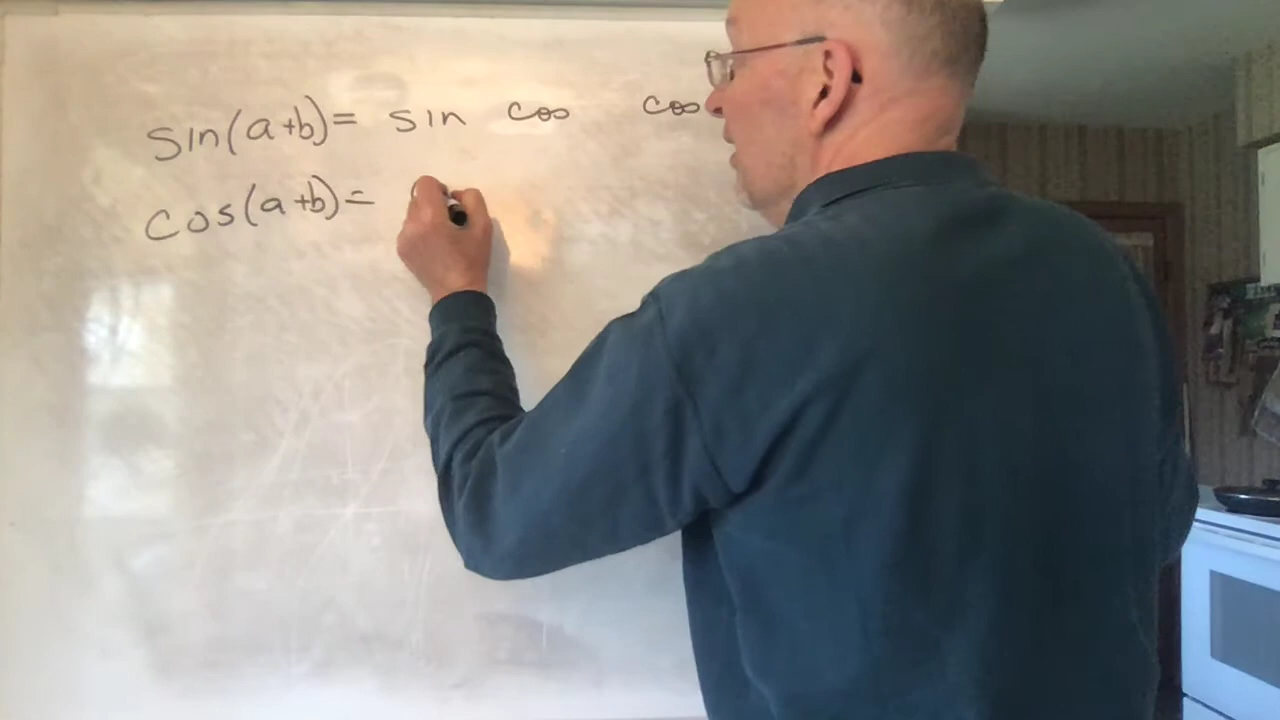 sin(a+b)= sin cos cos
cos(a+b)=